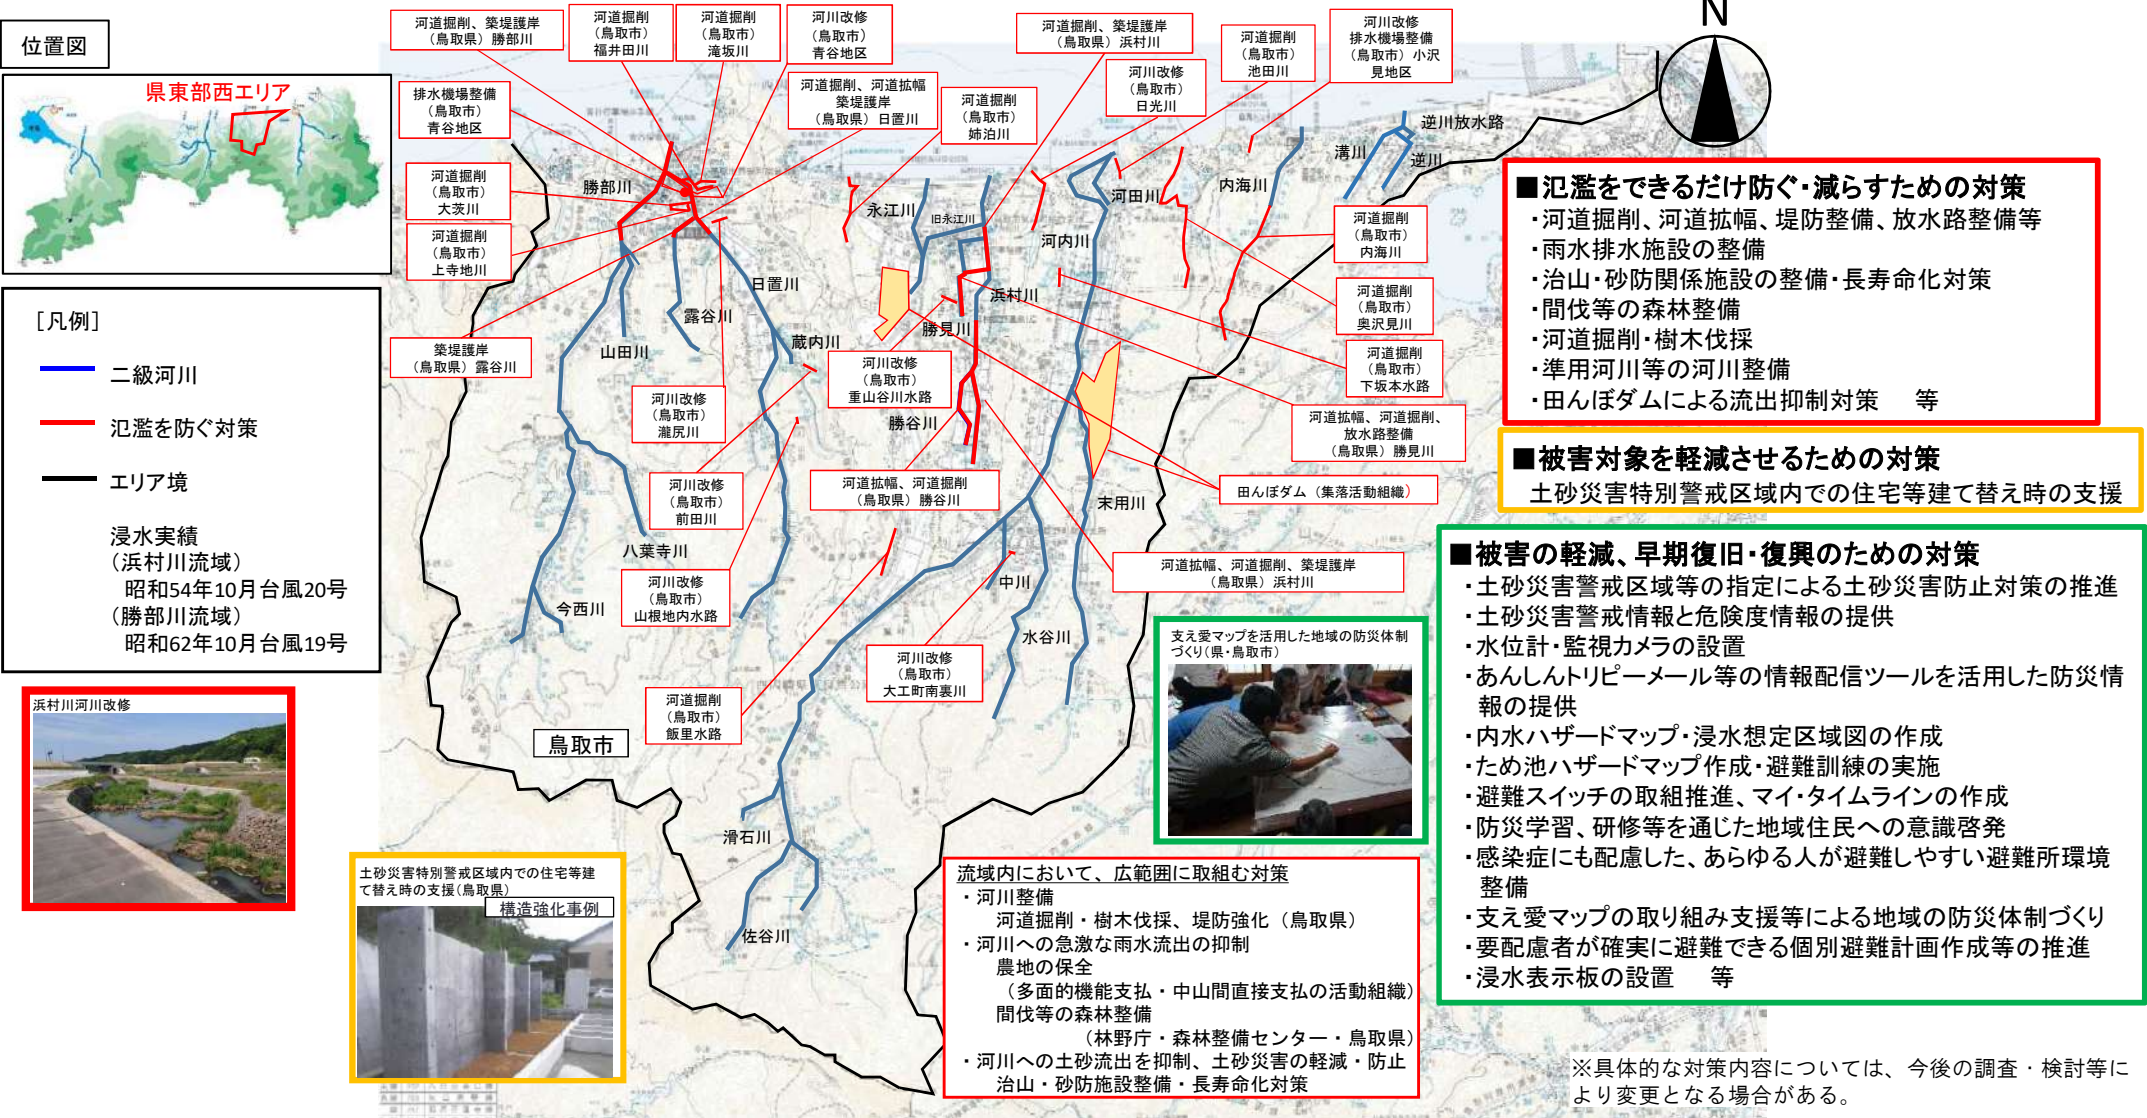 位置図
県東部西エリア
［凡例］
二級河川
氾濫を防ぐ対策
エリア境
浸水実績
（浜村川流域）
昭和54年10月台風20号
（勝部川流域）
昭和62年10月台風19号
浜村川河川改修
河道掘削、築堤護岸
（鳥取県）勝部川
河道掘削
（鳥取市）
福井田川
河道掘削
（鳥取市）
滝坂川
河川改修
（鳥取市）
青谷地区
排水機場整備
（鳥取市）
青谷地区
河道掘削、河道拡幅
築堤護岸
（鳥取県）日置川
河道掘削
（鳥取市）
姉泊川
河道掘削、築堤護岸
（鳥取県）浜村川
河川改修
（鳥取市）
日光川
河道掘削
（鳥取市）
池田川
河川改修
排水機場整備
（鳥取市）小沢
見地区
N
河道掘削
（鳥取市）
大茨川
河道掘削
（鳥取市）
上寺地川
築堤護岸
（鳥取県）露谷川
勝部川
永江川
旧永江川
河内川
河田川
内海川
溝川
逆川
逆川放水路
日置川
露谷川
山田川
蔵内川
浜村川
勝見川
勝谷川
河道掘削
（鳥取市）
内海川
河道掘削
（鳥取市）
奥沢見川
河道掘削
（鳥取市）
下坂本水路
河道拡幅、河道掘削、
放水路整備
（鳥取県）勝見川
河川改修
（鳥取市）
重山谷川水路
河川改修
（鳥取市）
瀧尻川
河川改修
（鳥取市）
前田川
河道拡幅、河道掘削
（鳥取県）勝谷川
田んぼダム（集落活動組織）
末用川
八葉寺川
今西川
河川改修
（鳥取市）
山根地内水路
中川
水谷川
河道拡幅、河道掘削、築堤護岸
（鳥取県）浜村川
河川改修
（鳥取市）
大工町南裏川
河道掘削
（鳥取市）
飯里水路
鳥取市
滑石川
佐谷川
支え愛マップを活用した地域の防災体制
づくり（県・鳥取市）
土砂災害特別警戒区域内での住宅等建
て替え時の支援（鳥取県）
構造強化事例
流域内において、広範囲に取組む対策
・河川整備
河道掘削・樹木伐採、堤防強化（鳥取県）
・河川への急激な雨水流出の抑制
農地の保全
（多面的機能支払・中山間直接支払の活動組織）
間伐等の森林整備
（林野庁・森林整備センター・鳥取県）
・河川への土砂流出を抑制、土砂災害の軽減・防止
治山・砂防施設整備・長寿命化対策
■氾濫をできるだけ防ぐ・減らすための対策
・河道掘削、河道拡幅、堤防整備、放水路整備等
・雨水排水施設の整備
・治山・砂防関係施設の整備・長寿命化対策
・間伐等の森林整備
・河道掘削・樹木伐採
・準用河川等の河川整備
・田んぼダムによる流出抑制対策　等
■被害対象を軽減させるための対策
土砂災害特別警戒区域内での住宅等建て替え時の支援
■被害の軽減、早期復旧・復興のための対策
・土砂災害警戒区域等の指定による土砂災害防止対策の推進
・土砂災害警戒情報と危険度情報の提供
・水位計・監視カメラの設置
・あんしんトリピーメール等の情報配信ツールを活用した防災情
報の提供
・内水ハザードマップ・浸水想定区域図の作成
・ため池ハザードマップ作成・避難訓練の実施
・避難スイッチの取組推進、マイ・タイムラインの作成
・防災学習、研修等を通じた地域住民への意識啓発
・感染症にも配慮した、あらゆる人が避難しやすい避難所環境
整備
・支え愛マップの取り組み支援等による地域の防災体制づくり
・要配慮者が確実に避難できる個別避難計画作成等の推進
・浸水表示板の設置　等
※具体的な対策内容については、今後の調査・検討等に
より変更となる場合がある。